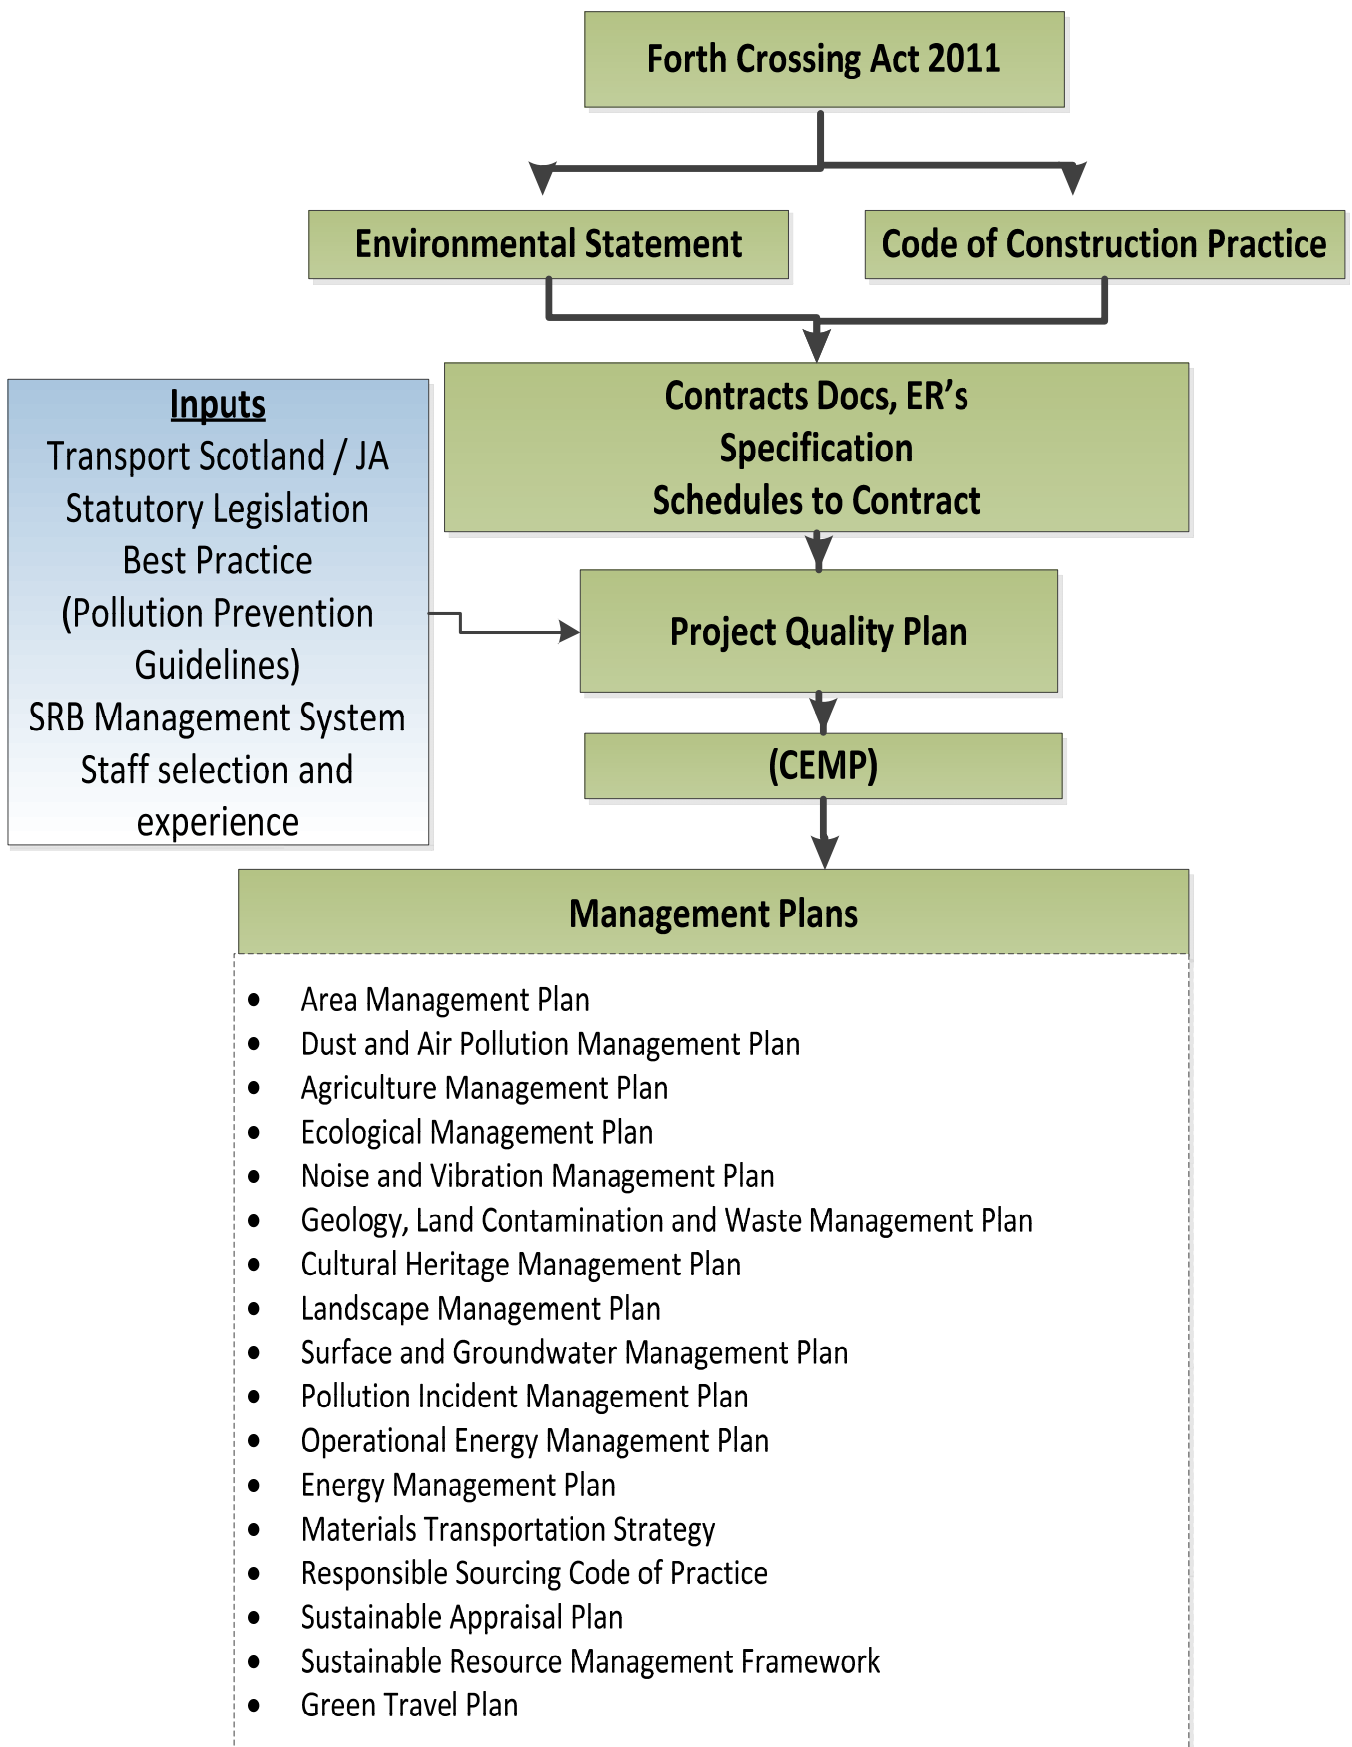 Forth Crossing Act 2011
Environmental Statement
Code of Construction Practice
Contracts Docs, ER’s
Specification
Schedules to Contract
Inputs
Transport Scotland / JA
Statutory Legislation
Best Practice
(Pollution Prevention
Guidelines)
SRB Management System
Staff selection and
experience
Project Quality Plan
(CEMP)
Management Plans
• Area Management Plan
• Dust and Air Pollution Management Plan
• Agriculture Management Plan
• Ecological Management Plan
• Noise and Vibration Management Plan
• Geology, Land Contamination and Waste Management Plan
• Cultural Heritage Management Plan
• Landscape Management Plan
• Surface and Groundwater Management Plan
• Pollution Incident Management Plan
• Operational Energy Management Plan
• Energy Management Plan
• Materials Transportation Strategy
• Responsible Sourcing Code of Practice
• Sustainable Appraisal Plan
• Sustainable Resource Management Framework
• Green Travel Plan